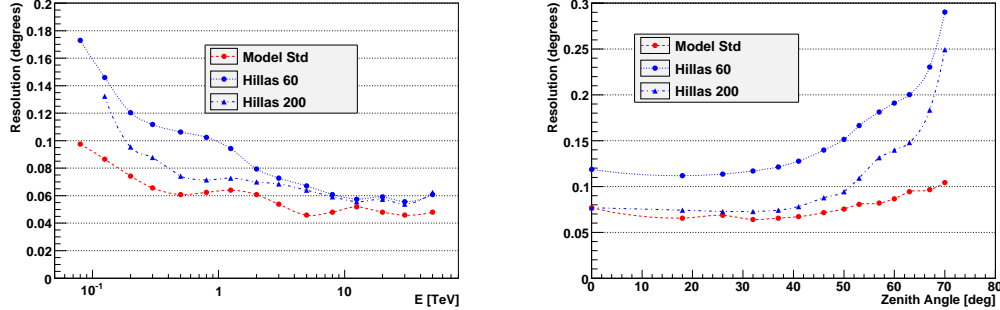 Resolution (degrees)
0.2
0.18
0.16
0.14
0.12
0.1
0.08
0.06
0.04
0.02
0
Model Std
Hillas 60
Hillas 200
10-1
1
10
E [TeV]
Resolution (degrees)
0.3
0.25
0.2
0.15
0.1
0.05
0
Model Std
Hillas 60
Hillas 200
0 10 20 30 40 50 60 70 80
Zenith Angle [deg]